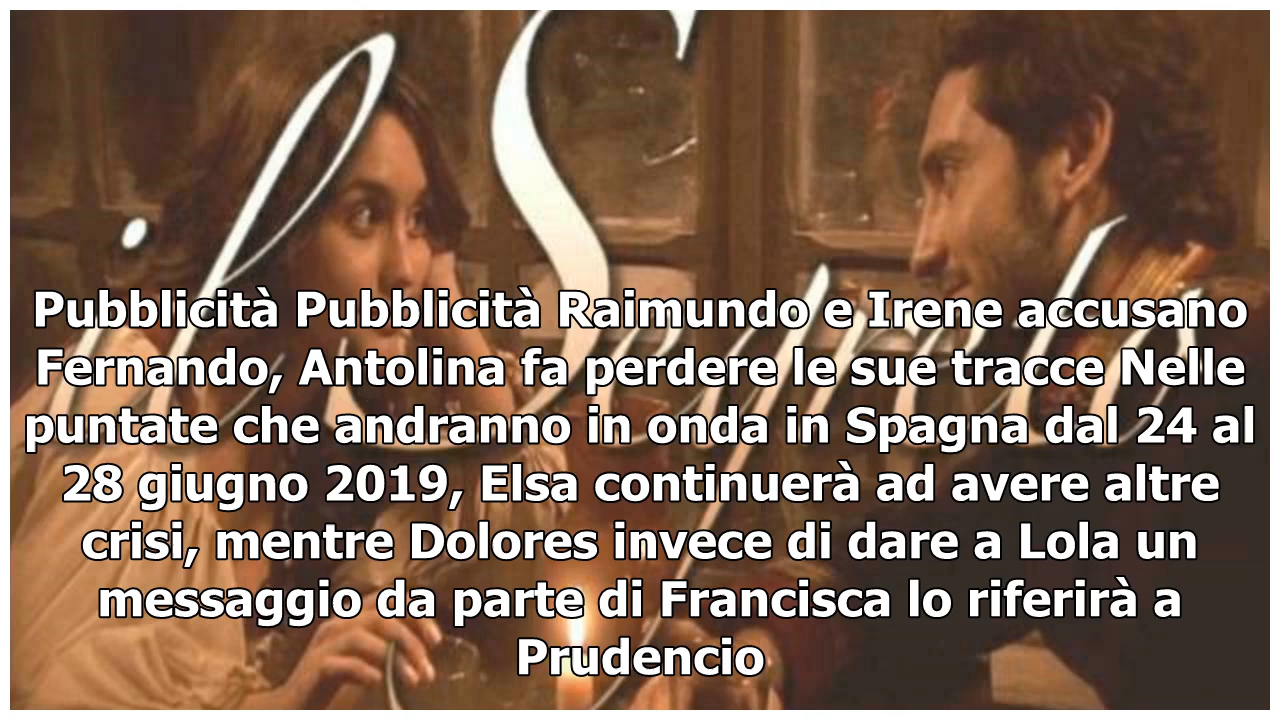 il Segreto
Pubblicità Pubblicità Raimundo e Irene accusano
Fernando, Antolina fa perdere le sue tracce Nelle
puntate che andranno in onda in Spagna dal 24 al
28 giugno 2019, Elsa continuerà ad avere altre
crisi, mentre Dolores invece di dare a Lola un
messaggio da parte di Francisca lo riferirà a
Prudencio